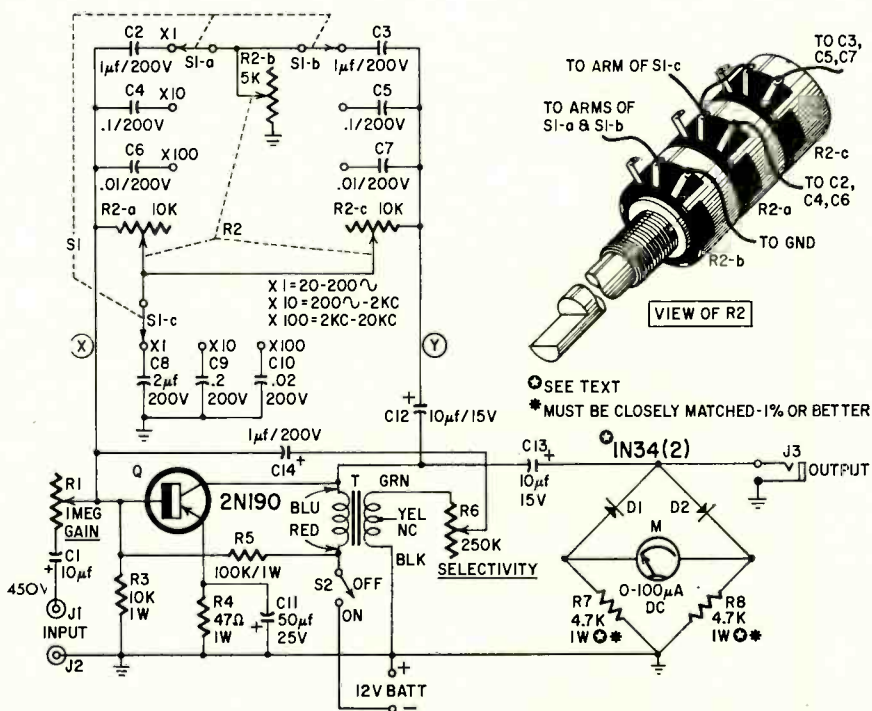 C2
X1
1µf/200V
S1-a
S1-b
R2-b
5K
C3
1µf/200V
C4
X10
.1/200V
C5
.1/200V
C6
X100
.01/200V
C7
.01/200V
R2-a 10K
R2
R2-c 10K
S1
X1=20-200∿
X10=200∿-2KC
X100=2KC-20KC
S1-c
X
Y
X1
X10
X100
C8
2µf
200V
C9
.2
200V
C10
.02
200V
C12
+
10µf/15V
TO C3,
C5,C7
TO ARM OF S1-c
TO ARMS OF
S1-a & S1-b
R2-c
TO C2,
C4,C6
R2-a
TO GND
R2-b
VIEW OF R2
✪ SEE TEXT
* MUST BE CLOSELY MATCHED-1% OR BETTER
1µf/200V
C14
+
C13
+
10µf
15V
✪ 1N34(2)
J3
OUTPUT
Q
2N190
R1
1MEG
GAIN
C1
10µf
+
450V
J1
INPUT
J2
R3
10K
1W
R5
100K/1W
R4
47Ω
1W
C11
50µf
25V
+
BLU
RED
T
GRN
YEL
NC
BLK
R6
250K
SELECTIVITY
S2
OFF
ON
+
12V BATT
-
D1
D2
M
0-100µA
DC
R7
4.7K
1W✪*
R8
4.7K
1W✪*